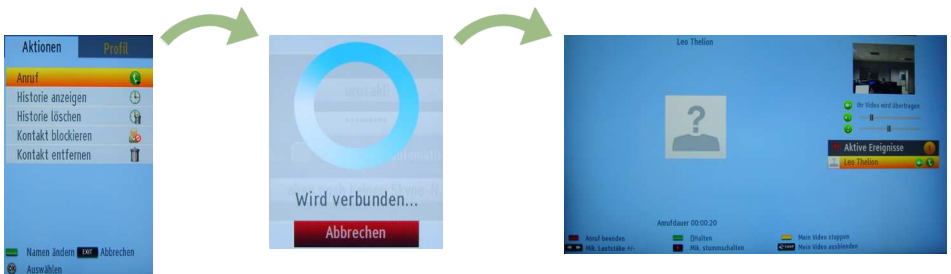 Aktionen Profil
Anruf
Historie anzeigen
Historie löschen
Kontakt blockieren
Kontakt entfernen
Namen ändern EXIT Abbrechen
OK Auswählen
Wird verbunden...
Abbrechen
Leo Thelion
?
Ihr Video wird übertragen
Aktive Ereignisse
Leo Thelion
Anrufdauer 00:00:20
Anruf beenden Halten Mein Video stoppen
Mik. Lautstäke +/- Mik. stummschalten Mein Video ausblenden